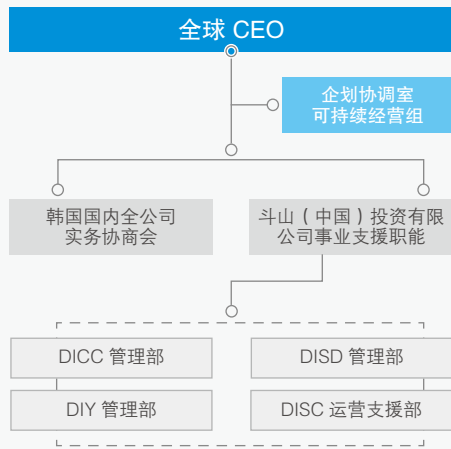 全球 CEO
企划协调室
可持续经营组
韩国国内全公司
实务协商会
斗山（中国）投资有限
公司事业支援职能
DICC 管理部
DISD 管理部
DIY 管理部
DISC 运营支援部